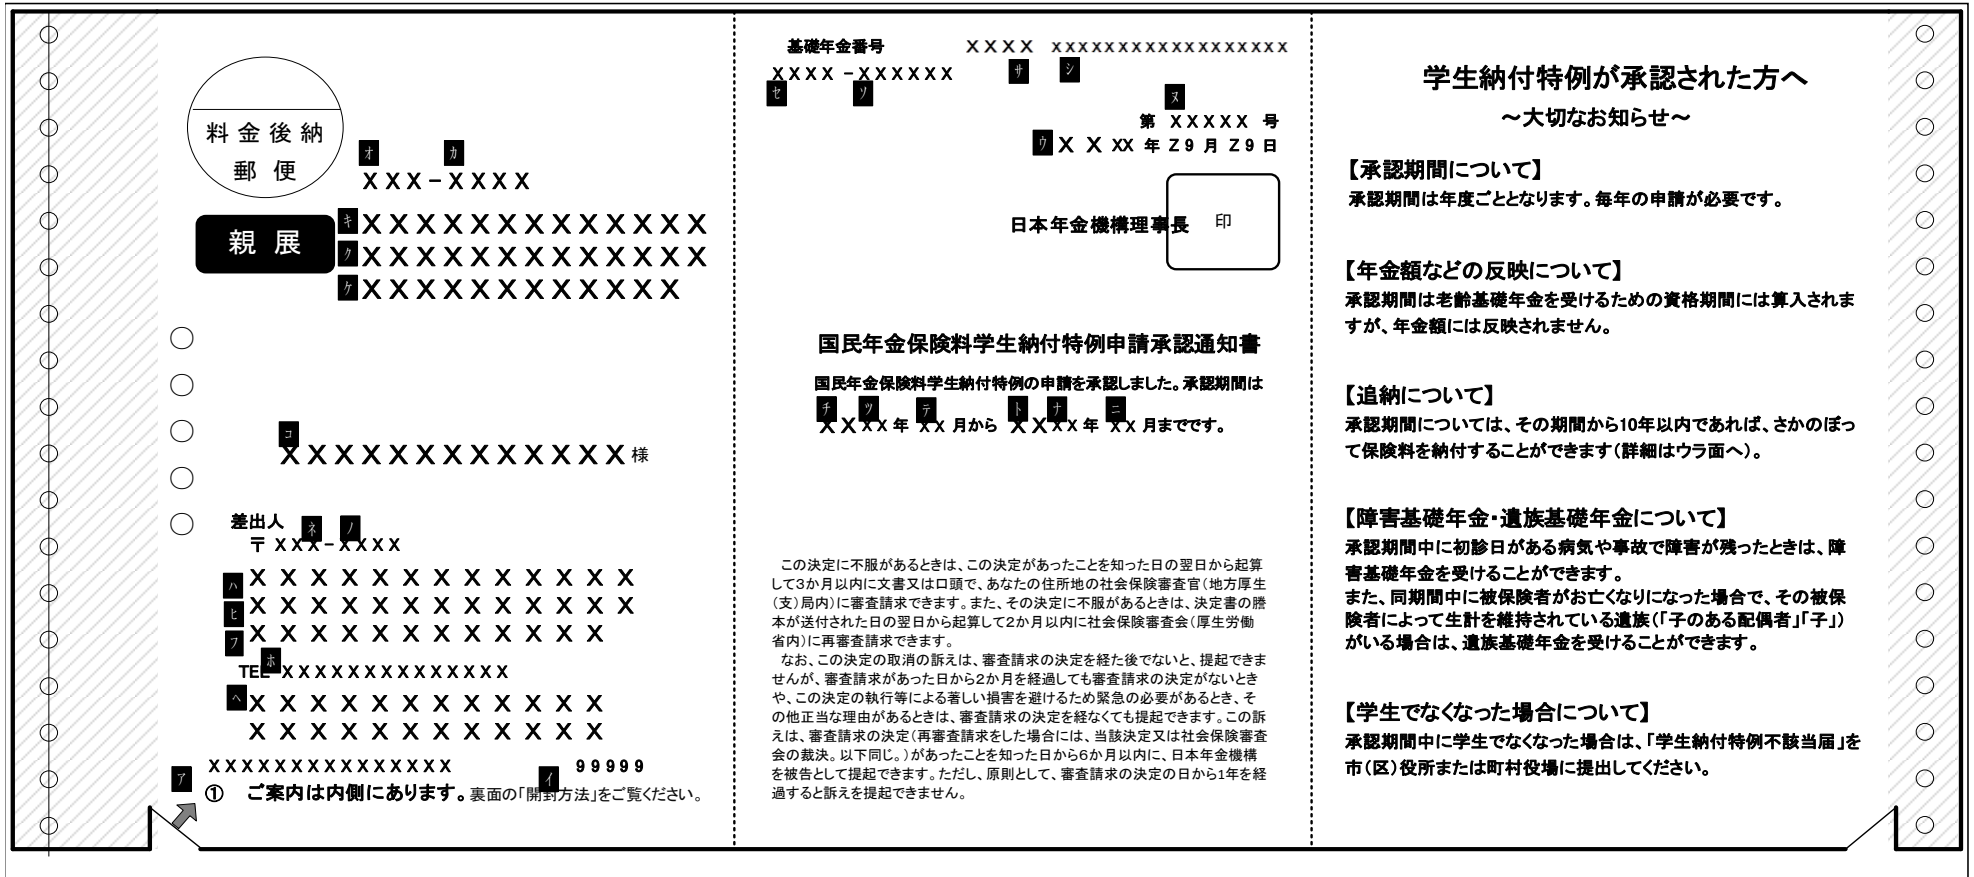 料金後納
郵便
オ カ
XXX-XXXX
親展
キ XXXXXXXXXXXXX
ク XXXXXXXXXXXXX
ケ XXXXXXXXXXXX
コ
XXXXXXXXXXXXX様
差出人 ネ ノ
〒XXX-XXXX
ハ XXXXXXXXXXXXX
ヒ XXXXXXXXXXXXX
フ XXXXXXXXXXXX
ホ
TEL XXXXXXXXXXXXXX
ヘ XXXXXXXXXXXX
XXXXXXXXXXXX
ア XXXXXXXXXXXXXXX イ 99999
① ご案内は内側にあります。裏面の「開封方法」をご覧ください。
基礎年金番号 XXXX XXXXXXXXXXXXXXXXXX
XXXX-XXXXXX サ シ
セ ソ
ヌ
第 XXXXX 号
ウ XXXX年Z9月Z9日
日本年金機構理事長 印
国民年金保険料学生納付特例申請承認通知書
国民年金保険料学生納付特例の申請を承認しました。承認期間は
チ ツ テ ト ナ ニ
XXXX年XX月から XXXX年XX月までです。
この決定に不服があるときは、この決定があったことを知った日の翌日から起算
して3か月以内に文書又は口頭で、あなたの住所地の社会保険審査官(地方厚生
(支)局内)に審査請求できます。また、その決定に不服があるときは、決定書の謄
本が送付された日の翌日から起算して2か月以内に社会保険審査会(厚生労働
省内)に再審査請求できます。
なお、この決定の取消の訴えは、審査請求の決定を経た後でないと、提起できま
せんが、審査請求があった日から2か月を経過しても審査請求の決定がないとき
や、この決定の執行等による著しい損害を避けるため緊急の必要があるとき、そ
の他正当な理由があるときは、審査請求の決定を経なくても提起できます。この訴
えは、審査請求の決定(再審査請求をした場合には、当該決定又は社会保険審査
会の裁決。以下同じ。)があったことを知った日から6か月以内に、日本年金機構
を被告として提起できます。ただし、原則として、審査請求の決定の日から1年を経
過すると訴えを提起できません。
学生納付特例が承認された方へ
～大切なお知らせ～
【承認期間について】
承認期間は年度ごととなります。毎年の申請が必要です。
【年金額などの反映について】
承認期間は老齢基礎年金を受けるための資格期間には算入されま
すが、年金額には反映されません。
【追納について】
承認期間については、その期間から10年以内であれば、さかのぼっ
て保険料を納付することができます(詳細はウラ面へ)。
【障害基礎年金・遺族基礎年金について】
承認期間中に初診日がある病気や事故で障害が残ったときは、障
害基礎年金を受けることができます。
また、同期間中に被保険者がお亡くなりになった場合で、その被保
険者によって生計を維持されている遺族(「子のある配偶者」「子」)
がいる場合は、遺族基礎年金を受けることができます。
【学生でなくなった場合について】
承認期間中に学生でなくなった場合は、「学生納付特例不該当届」を
市(区)役所または町村役場に提出してください。